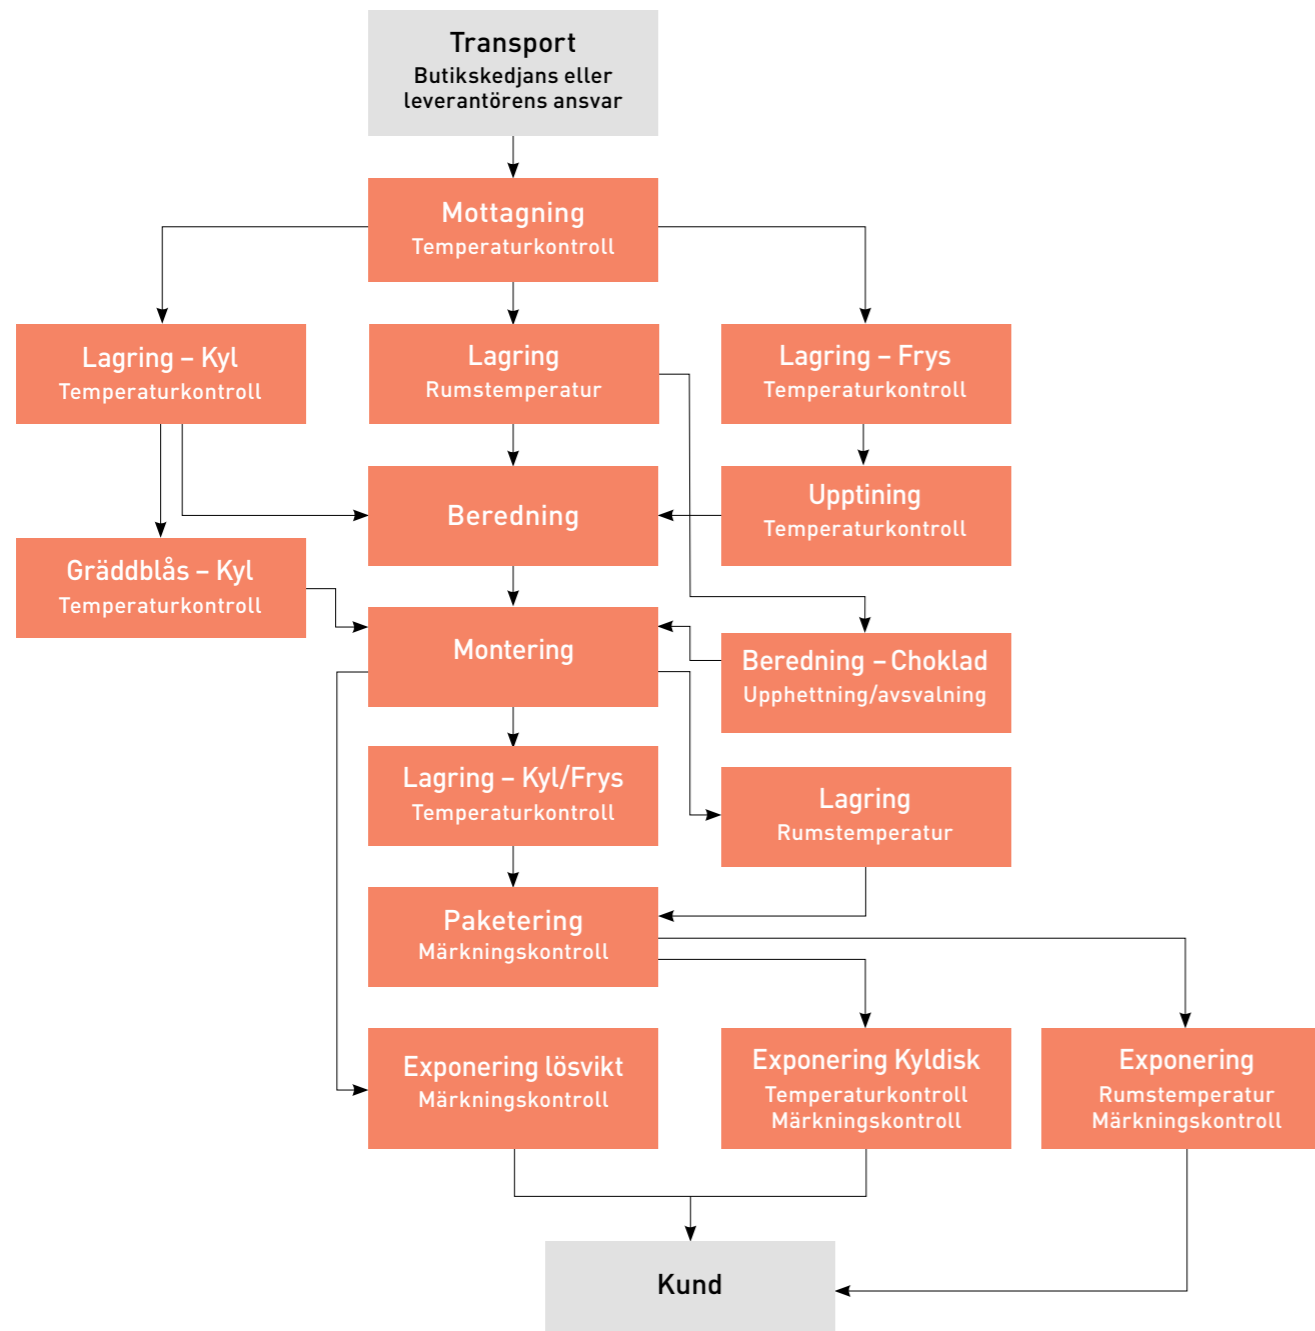 Transport
Butikskedjans eller
leverantörens ansvar
Mottagning
Temperaturkontroll
Lagring – Kyl
Temperaturkontroll
Lagring
Rumstemperatur
Lagring – Frys
Temperaturkontroll
Beredning
Upptining
Temperaturkontroll
Gräddblås – Kyl
Temperaturkontroll
Montering
Beredning – Choklad
Upphettning/avsvalning
Lagring – Kyl/Frys
Temperaturkontroll
Lagring
Rumstemperatur
Paketering
Märkningskontroll
Exponering lösvikt
Märkningskontroll
Exponering Kyldisk
Temperaturkontroll
Märkningskontroll
Exponering
Rumstemperatur
Märkningskontroll
Kund